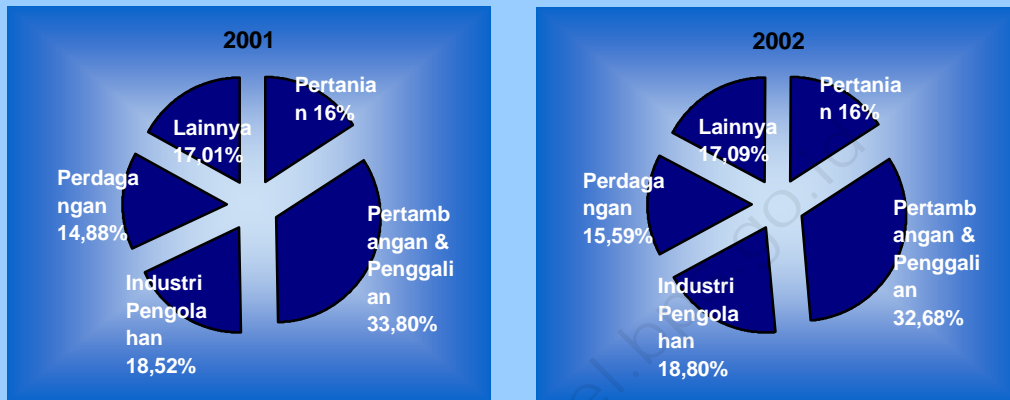 2001
Pertania
n 16%
Pertamb
angan &
Penggali
an
33,80%
Industri
Pengola
han
18,52%
Perdaga
ngan
14,88%
Lainnya
17,01%
2002
Pertania
n 16%
Pertamb
angan &
Penggali
an
32,68%
Industri
Pengola
han
18,80%
Perdaga
ngan
15,59%
Lainnya
17,09%